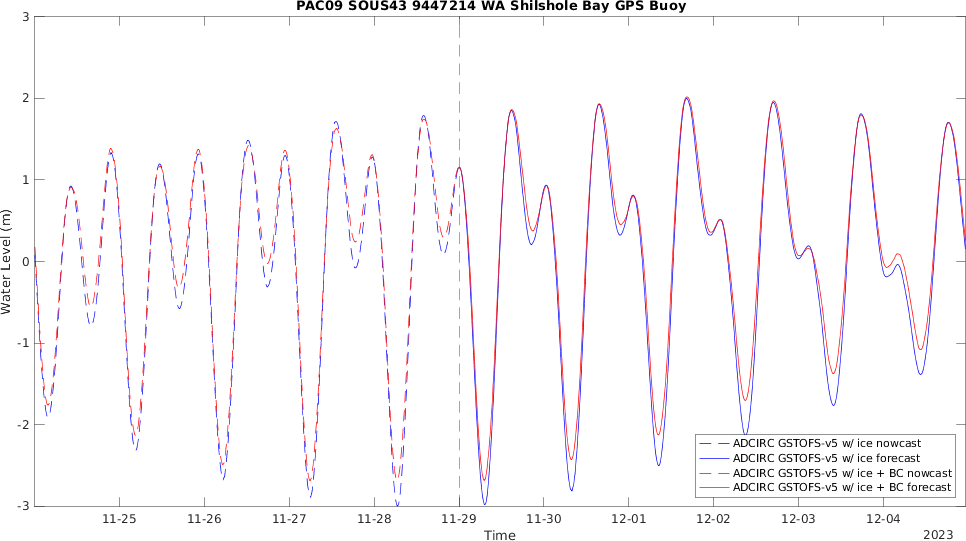 PAC09 SOUS43 9447214 WA Shilshole Bay GPS Buoy
3
2
1
0
-1
-2
-3
Water Level (m)
11-25 11-26 11-27 11-28 11-29 11-30 12-01 12-02 12-03 12-04
Time
2023
ADCIRC GSTOFS-v5 w/ ice nowcast
ADCIRC GSTOFS-v5 w/ ice forecast
ADCIRC GSTOFS-v5 w/ ice + BC nowcast
ADCIRC GSTOFS-v5 w/ ice + BC forecast